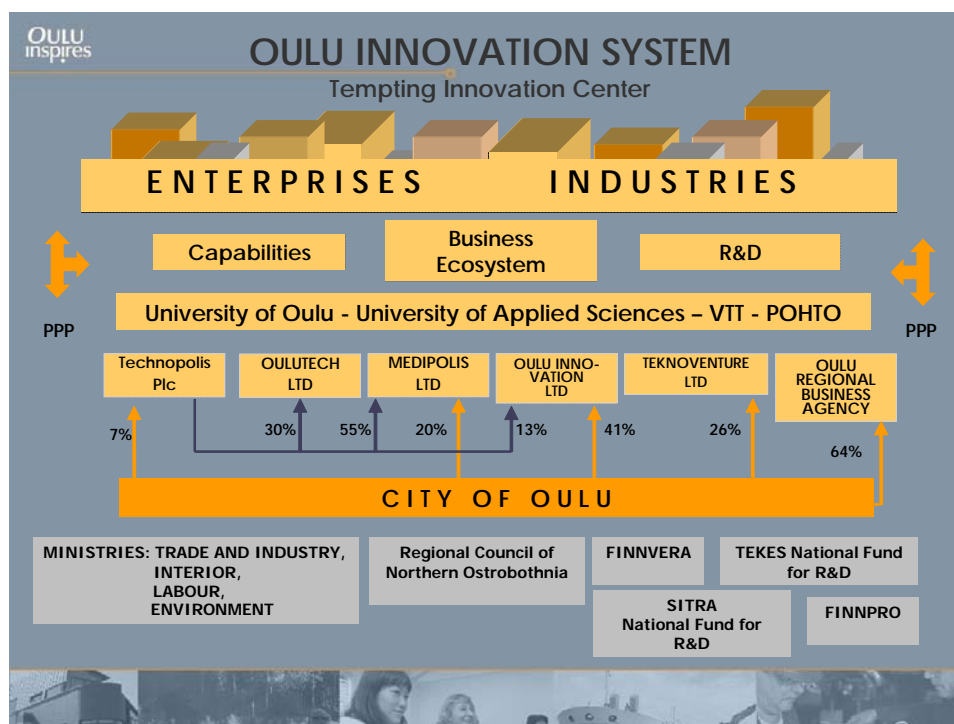 OULU
inspires
OULU INNOVATION SYSTEM
Tempting Innovation Center
ENTERPRISES INDUSTRIES
Capabilities
Business
Ecosystem
R&D
PPP
University of Oulu - University of Applied Sciences – VTT - POHTO
PPP
Technopolis
Plc
OULUTECH
LTD
MEDIPOLIS
LTD
OULU INNO-
VATION
LTD
TEKNOVENTURE
LTD
OULU
REGIONAL
BUSINESS
AGENCY
7%
30%
55%
20%
13%
41%
26%
64%
CITY OF OULU
MINISTRIES: TRADE AND INDUSTRY,
INTERIOR,
LABOUR,
ENVIRONMENT
Regional Council of
Northern Ostrobothnia
FINNVERA
TEKES National Fund
for R&D
SITRA
National Fund for
R&D
FINNPRO